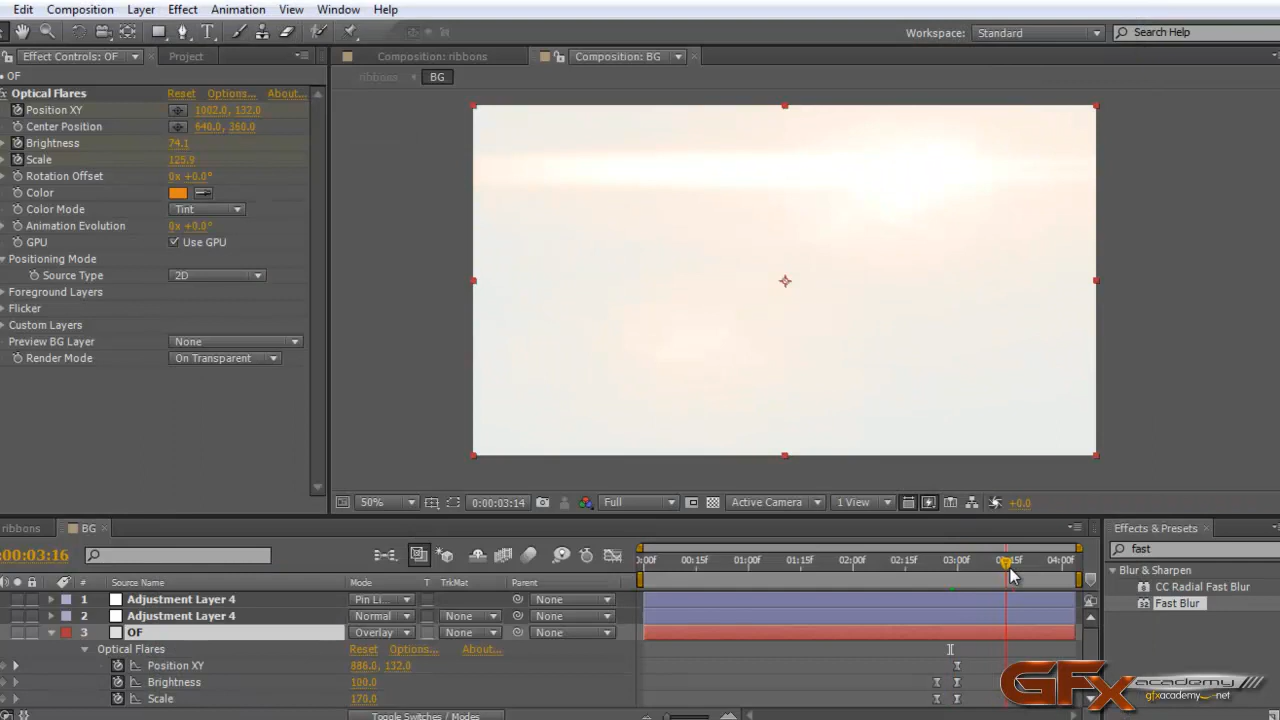 Edit Composition Layer Effect Animation View Window Help
Workspace: Standard Search Help
Effect Controls: OF Project Composition: ribbons Composition: BG
OF ribbons BG
Optical Flares Reset Options... About...
Position XY 1002.0, 132.0
Center Position 640.0, 360.0
Brightness 74.1
Scale 125.9
Rotation Offset 0x +0.0°
Color
Color Mode Tint
Animation Evolution 0x +0.0°
GPU Use GPU
Positioning Mode
Source Type 2D
Foreground Layers
Flicker
Custom Layers
Preview BG Layer None
Render Mode On Transparent
50% 0:00:03:14 Full Active Camera 1 View +0.0
ribbons BG Effects & Presets
0:00:03:16 fast
0:00f 00:15f 01:00f 01:15f 02:00f 02:15f 03:00f 03:15f 04:00f
Blur & Sharpen
# Source Name Mode T TrkMat Parent CC Radial Fast Blur
1 Adjustment Layer 4 Pin Li... None Fast Blur
2 Adjustment Layer 4 Normal None None
3 OF Overlay None None
Optical Flares Reset Options... About...
Position XY 886.0, 132.0
Brightness 100.0
Scale 170.0
Toggle Switches / Modes
GFx academy
gfxacademy.net